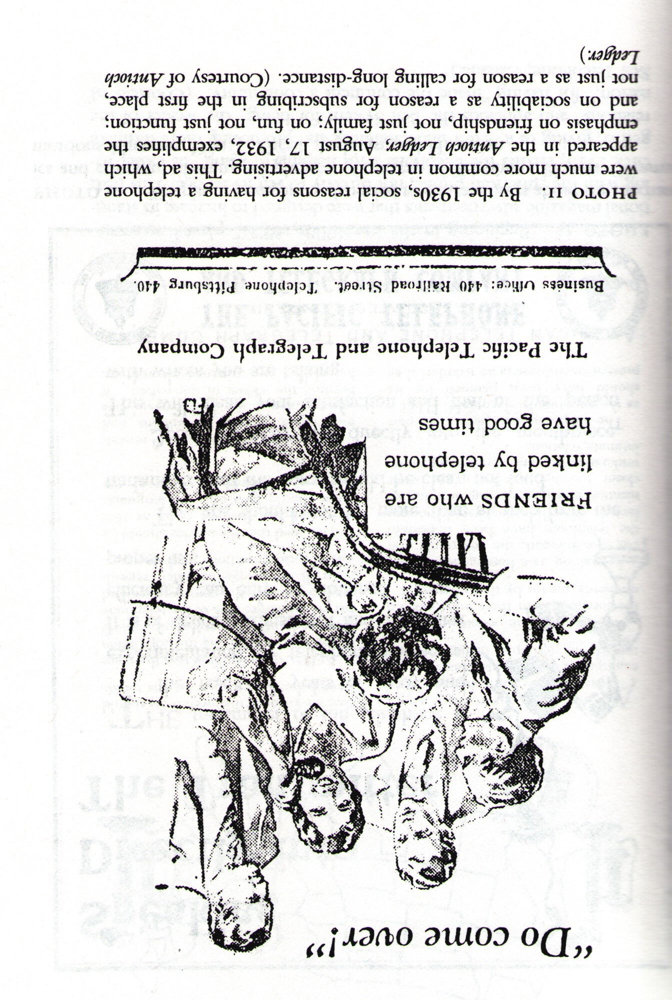 “Do come over!”
FRIENDS who are
linked by telephone
have good times
The Pacific Telephone and Telegraph Company
Business Office: 440 Railroad Street. Telephone Pittsburg 440.
PHOTO 11. By the 1930s, social reasons for having a telephone
were much more common in telephone advertising. This ad, which
appeared in the Antioch Ledger, August 17, 1932, exemplifies the
emphasis on friendship, not just family; on fun, not just function;
and on sociability as a reason for subscribing in the first place,
not just as a reason for calling long-distance. (Courtesy of Antioch
Ledger.)